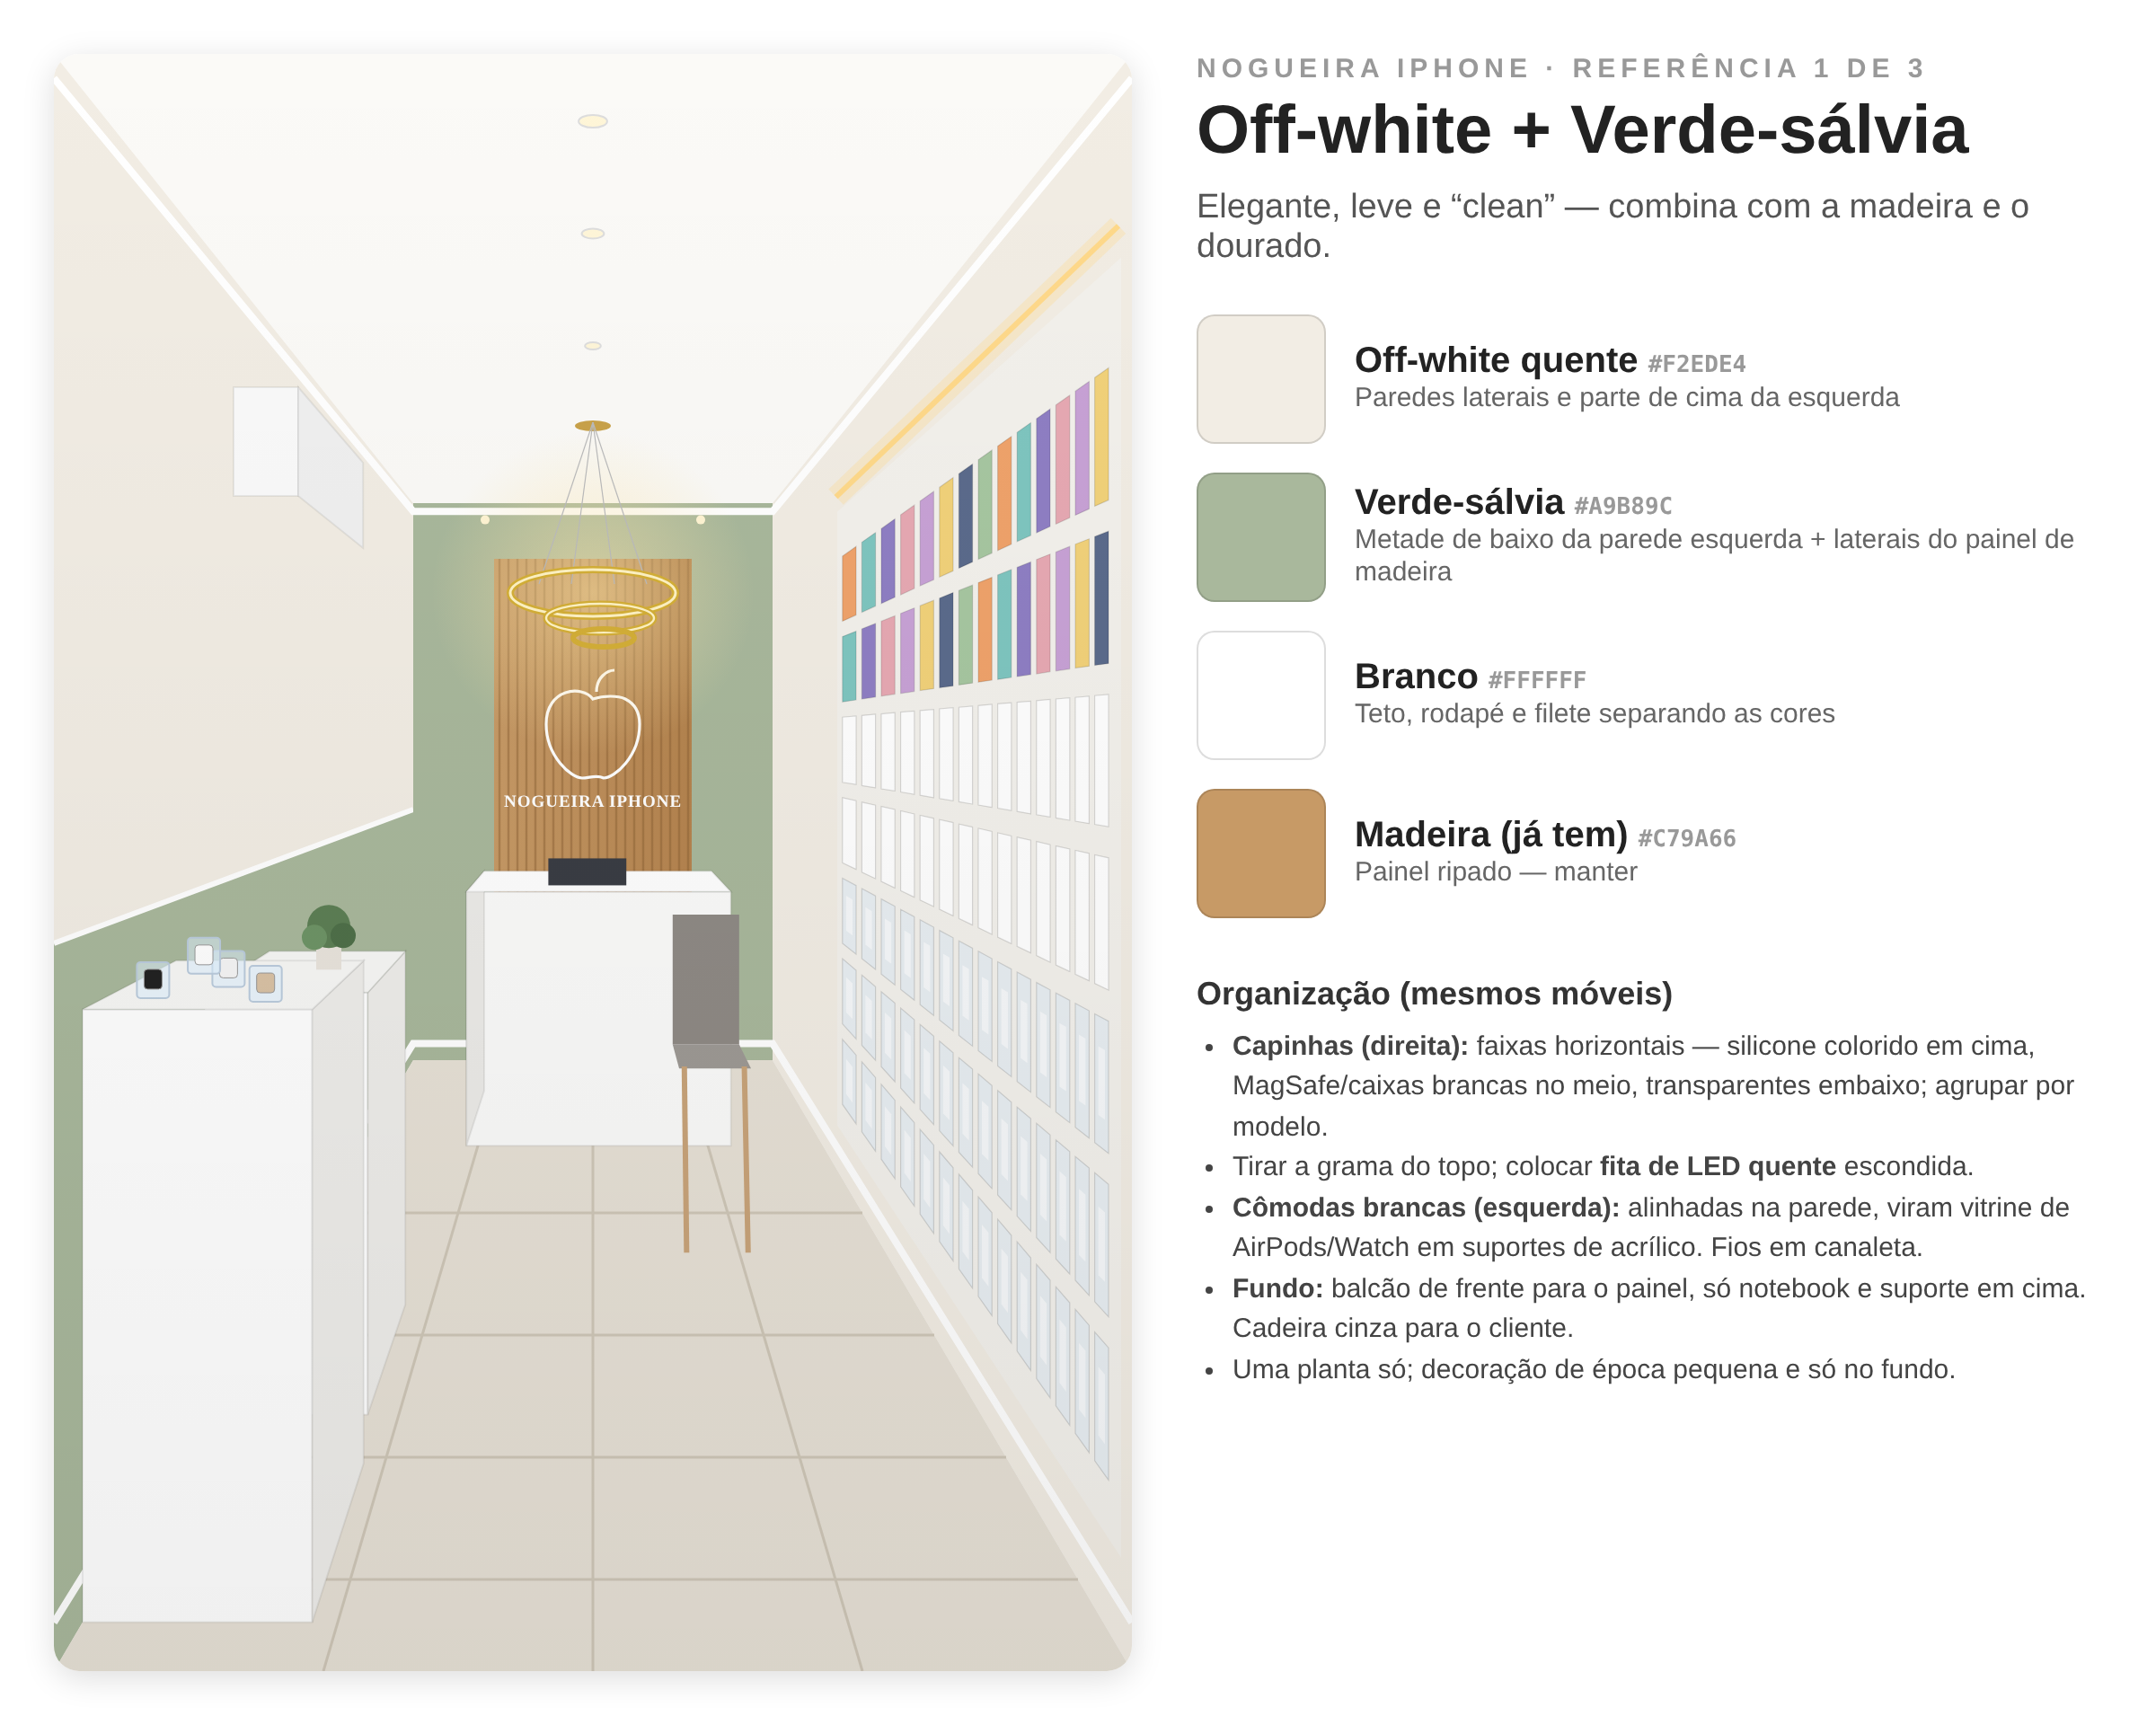 NOGUEIRA IPHONE · REFERÊNCIA 1 DE 3
Off-white + Verde-sálvia
Elegante, leve e “clean” — combina com a madeira e o
dourado.
Off-white quente #F2EDE4
Paredes laterais e parte de cima da esquerda
Verde-sálvia #A9B89C
Metade de baixo da parede esquerda + laterais do painel de
madeira
Branco #FFFFFF
Teto, rodapé e filete separando as cores
Madeira (já tem) #C79A66
Painel ripado — manter
Organização (mesmos móveis)
• Capinhas (direita): faixas horizontais — silicone colorido em cima,
MagSafe/caixas brancas no meio, transparentes embaixo; agrupar por
modelo.
• Tirar a grama do topo; colocar fita de LED quente escondida.
• Cômodas brancas (esquerda): alinhadas na parede, viram vitrine de
AirPods/Watch em suportes de acrílico. Fios em canaleta.
• Fundo: balcão de frente para o painel, só notebook e suporte em cima.
Cadeira cinza para o cliente.
• Uma planta só; decoração de época pequena e só no fundo.
NOGUEIRA IPHONE